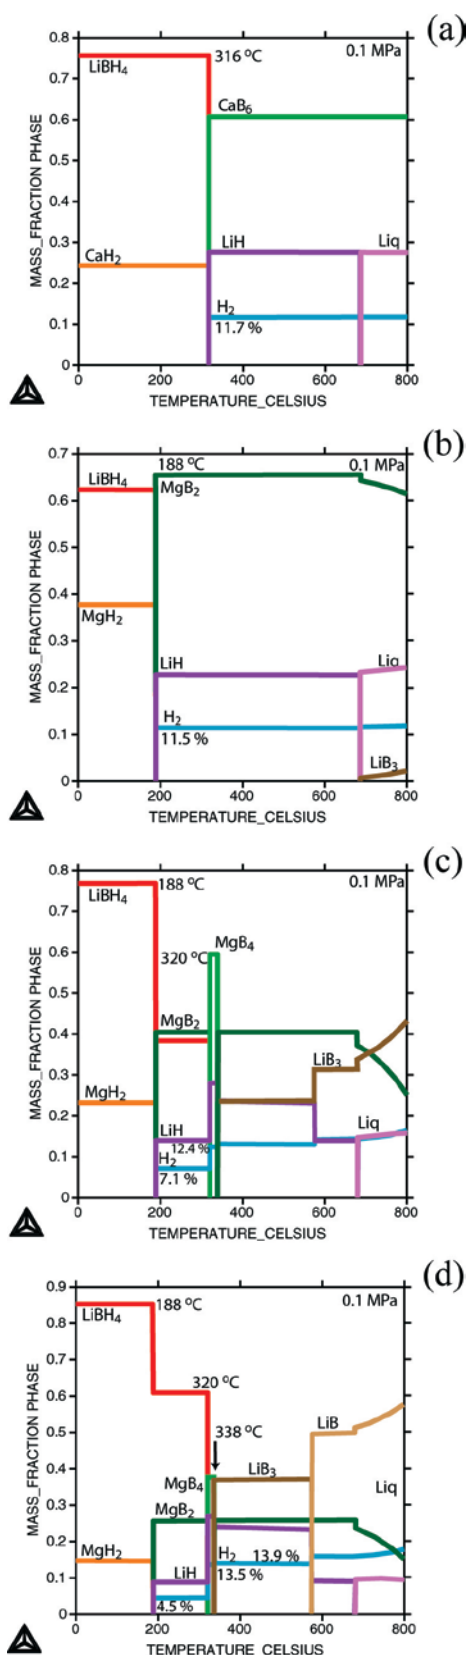 (a)
0.8
LiBH4
316 °C
0.1 MPa
0.7
CaB6
0.6
0.5
0.4
MASS_FRACTION PHASE
0.3
LiH
Liq
CaH2
0.2
H2
0.1
11.7 %
0
0 200 400 600 800
TEMPERATURE_CELSIUS
(b)
0.7
188 °C
0.1 MPa
LiBH4
MgB2
0.6
0.5
0.4
MgH2
MASS_FRACTION PHASE
0.3
LiH
Liq
0.2
H2
0.1
11.5 %
LiB3
0
0 200 400 600 800
TEMPERATURE_CELSIUS
(c)
0.8
188 °C
0.1 MPa
LiBH4
0.7
MgB4
0.6
320 °C
0.5
MgB2
0.4
MASS_FRACTION PHASE
LiB3
0.3
MgH2
0.2
LiH
12.4 %
Liq
0.1
H2
7.1 %
0
0 200 400 600 800
TEMPERATURE_CELSIUS
(d)
0.9
188 °C
0.1 MPa
LiBH4
0.8
0.7
320 °C
0.6
338 °C
LiB
0.5
LiB3
0.4
MgB4
Liq
MASS_FRACTION PHASE
0.3
MgB2
0.2
MgH2
H2
13.9 %
LiH
13.5 %
0.1
4.5 %
0
0 200 400 600 800
TEMPERATURE_CELSIUS